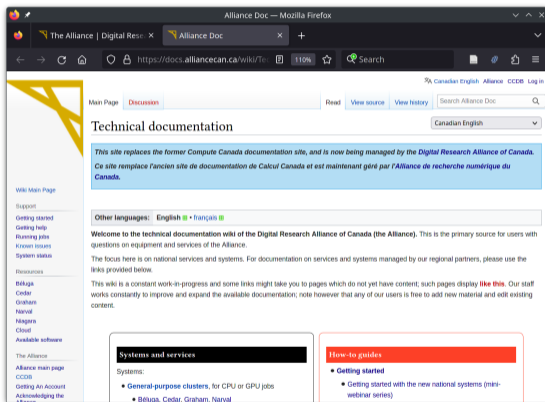 Alliance Doc — Mozilla Firefox
The Alliance | Digital Rese
Alliance Doc
https://docs.alliancecan.ca/wiki/Te
110%
Search
Canadian English Alliance CCDB Log in
Main Page Discussion Read View source View history Search Alliance Doc
Technical documentation
Canadian English
This site replaces the former Compute Canada documentation site, and is now being managed by the Digital Research Alliance of Canada.
Ce site remplace l'ancien site de documentation de Calcul Canada et est maintenant géré par l'Alliance de recherche numérique du
Canada.
Wiki Main Page
Support
Getting started
Getting help
Running jobs
Known issues
System status
Resources
Béluga
Cedar
Graham
Narval
Niagara
Cloud
Available software
The Alliance
Alliance main page
CCDB
Getting An Account
Acknowledging the
Other languages: English • français
Welcome to the technical documentation wiki of the Digital Research Alliance of Canada (the Alliance). This is the primary source for users with
questions on equipment and services of the Alliance.
The focus here is on national services and systems. For documentation on services and systems managed by our regional partners, please use the
links provided below.
This wiki is a constant work-in-progress and some links might take you to pages which do not yet have content; such pages display like this. Our staff
works constantly to improve and expand the available documentation; note however that any of our users is free to add new material and edit existing
content.
Systems and services
Systems:
• General-purpose clusters, for CPU or GPU jobs
• Béluga, Cedar, Graham, Narval
How-to guides
• Getting started
• Getting started with the new national systems (mini-
webinar series)